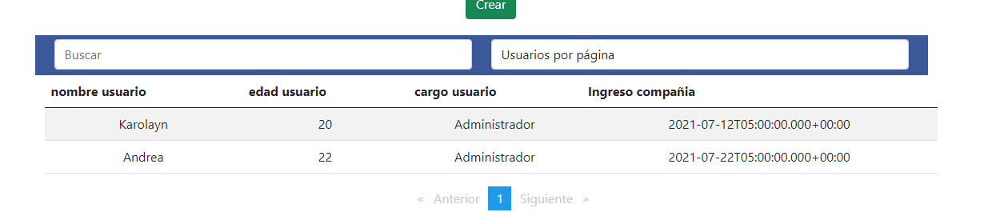 Crear
Buscar Usuarios por página
nombre usuario edad usuario cargo usuario Ingreso compañia
Karolayn 20 Administrador 2021-07-12T05:00:00.000+00:00
Andrea 22 Administrador 2021-07-22T05:00:00.000+00:00
« Anterior 1 Siguiente »